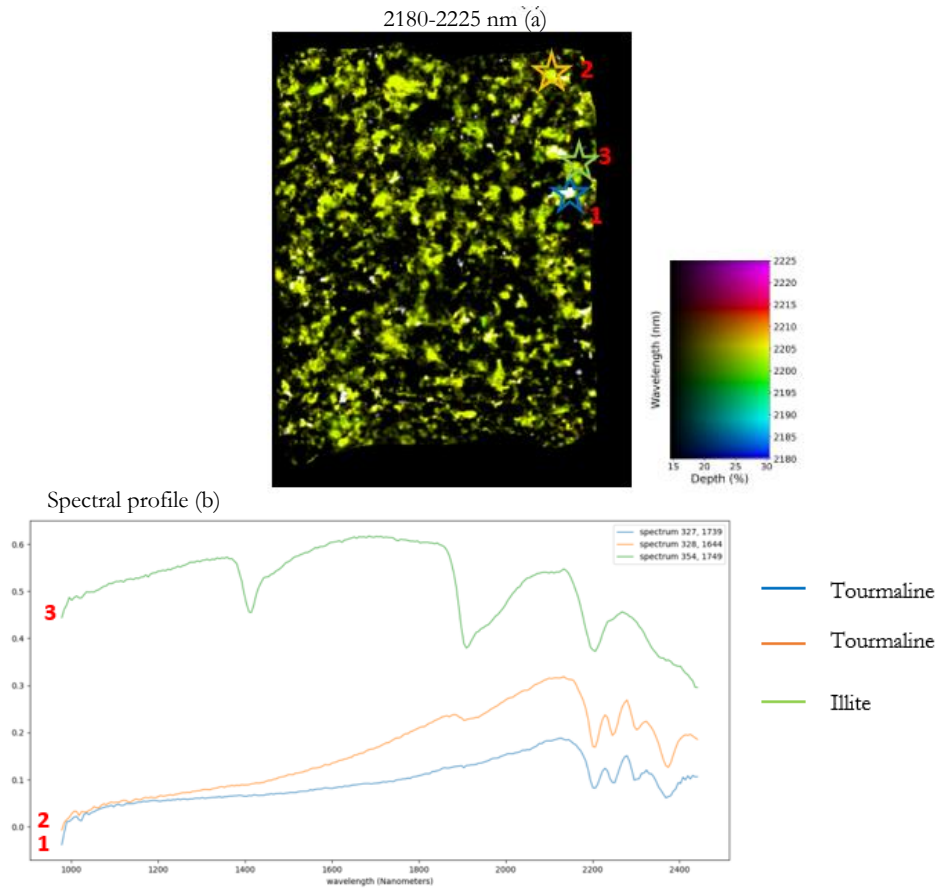 2180-2225 nm (a)
2
3
1
2225
2220
2215
2210
2205
2200
2195
2190
2185
2180
Wavelength (nm)
15 20 25 30
Depth (%)
Spectral profile (b)
spectrum 327, 1739
spectrum 328, 1644
spectrum 354, 1749
0.6
0.5
0.4
0.3
0.2
0.1
0.0
3
2
1
1000 1200 1400 1600 1800 2000 2200 2400
wavelength (Nanometers)
Tourmaline
Tourmaline
Illite